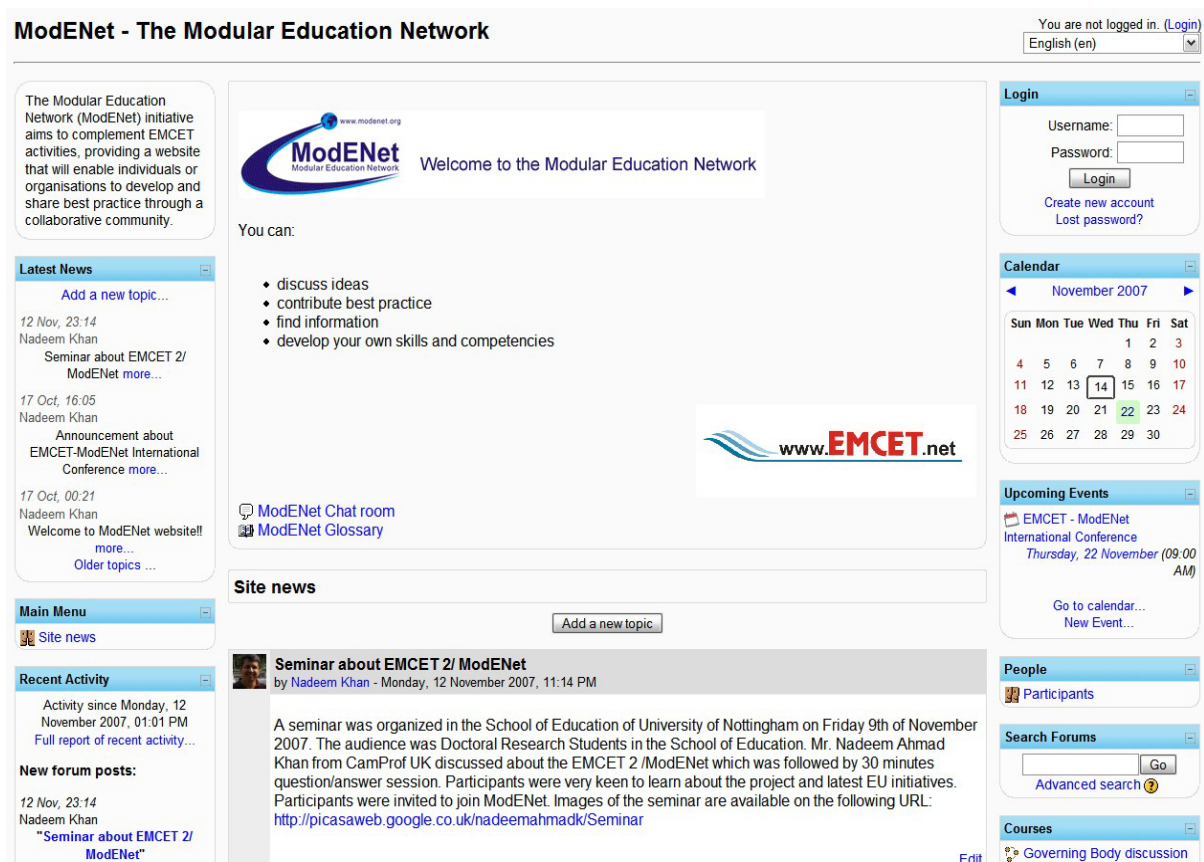 ModENet - The Modular Education Network
You are not logged in. (Login)
English (en)
The Modular Education
Network (ModENet) initiative
aims to complement EMCET
activities, providing a website
that will enable individuals or
organisations to develop and
share best practice through a
collaborative community.
Latest News
Add a new topic...
12 Nov, 23:14
Nadeem Khan
Seminar about EMCET 2/
ModENet more...
17 Oct, 16:05
Nadeem Khan
Announcement about
EMCET-ModENet International
Conference more...
17 Oct, 00:21
Nadeem Khan
Welcome to ModENet website!!
more...
Older topics ...
Main Menu
Site news
Recent Activity
Activity since Monday, 12
November 2007, 01:01 PM
Full report of recent activity...
New forum posts:
12 Nov, 23:14
Nadeem Khan
"Seminar about EMCET 2/
ModENet"
www.modenet.org
ModENet
Modular Education Network
Welcome to the Modular Education Network
You can:
discuss ideas
contribute best practice
find information
develop your own skills and competencies
www.EMCET.net
ModENet Chat room
ModENet Glossary
Site news
Add a new topic
Seminar about EMCET 2/ ModENet
by Nadeem Khan - Monday, 12 November 2007, 11:14 PM
A seminar was organized in the School of Education of University of Nottingham on Friday 9th of November
2007. The audience was Doctoral Research Students in the School of Education. Mr. Nadeem Ahmad
Khan from CamProf UK discussed about the EMCET 2 /ModENet which was followed by 30 minutes
question/answer session. Participants were very keen to learn about the project and latest EU initiatives.
Participants were invited to join ModENet. Images of the seminar are available on the following URL:
http://picasaweb.google.co.uk/nadeemahmadk/Seminar
Edit
Login
Username:
Password:
Login
Create new account
Lost password?
Calendar
November 2007
Sun Mon Tue Wed Thu Fri Sat
1 2 3
4 5 6 7 8 9 10
11 12 13 14 15 16 17
18 19 20 21 22 23 24
25 26 27 28 29 30
Upcoming Events
EMCET - ModENet
International Conference
Thursday, 22 November (09:00
AM)
Go to calendar...
New Event...
People
Participants
Search Forums
Go
Advanced search ?
Courses
Governing Body discussion